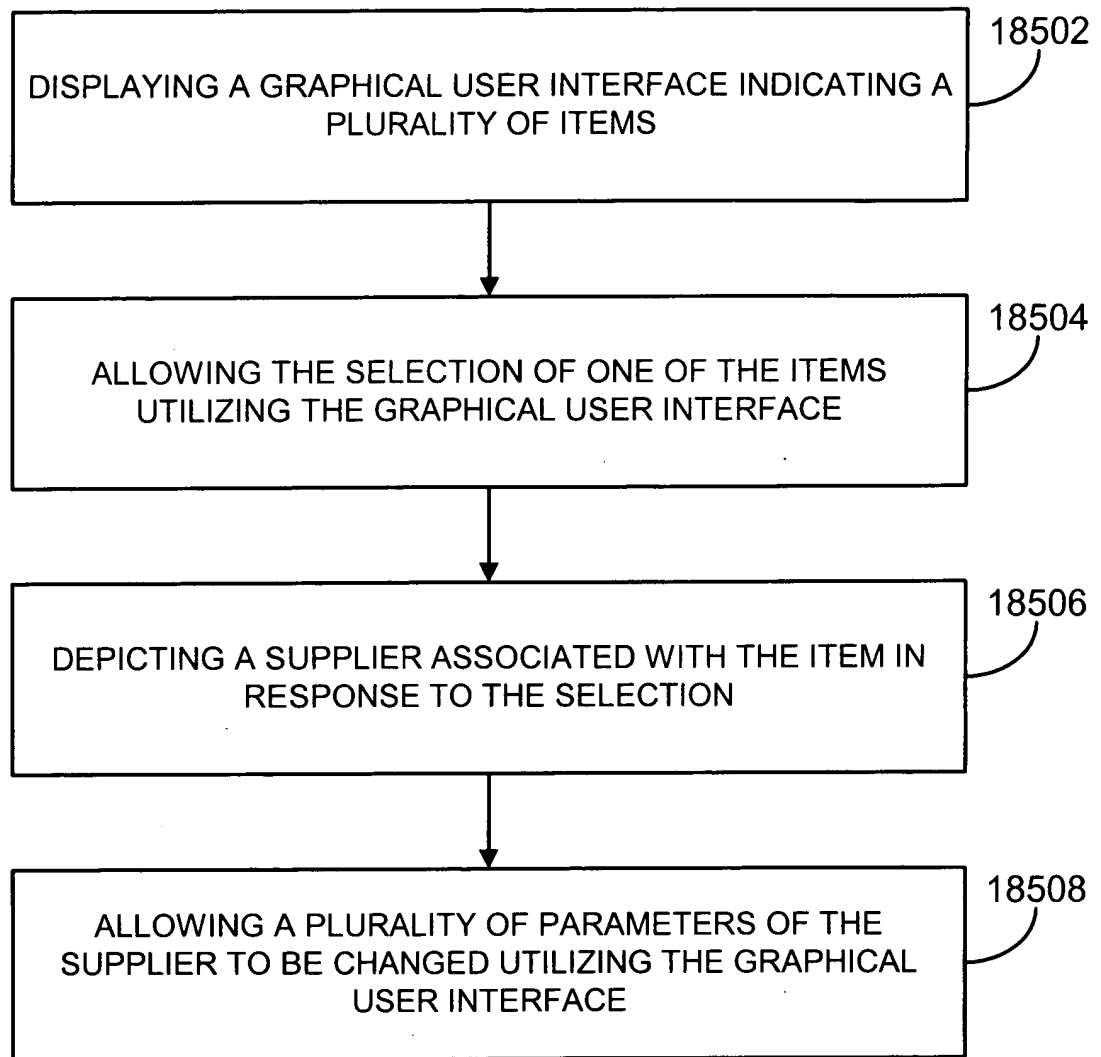 18502
DISPLAYING A GRAPHICAL USER INTERFACE INDICATING A
PLURALITY OF ITEMS
18504
ALLOWING THE SELECTION OF ONE OF THE ITEMS
UTILIZING THE GRAPHICAL USER INTERFACE
18506
DEPICTING A SUPPLIER ASSOCIATED WITH THE ITEM IN
RESPONSE TO THE SELECTION
18508
ALLOWING A PLURALITY OF PARAMETERS OF THE
SUPPLIER TO BE CHANGED UTILIZING THE GRAPHICAL
USER INTERFACE